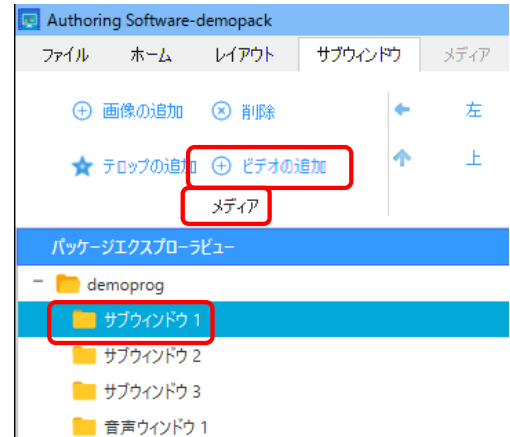 Authoring Software-demopack
ファイル ホーム レイアウト サブウィンドウ メディア
画像の追加 削除 左
テロップの追加 ビデオの追加 上
メディア
パッケージエクスプローラビュー
demoprog
サブウィンドウ 1
サブウィンドウ 2
サブウィンドウ 3
音声ウィンドウ 1